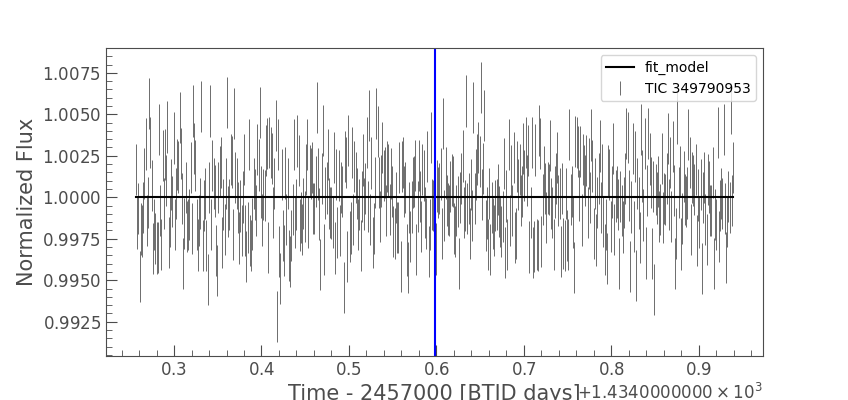 fit_model
TIC 349790953
1.0075
1.0050
1.0025
1.0000
0.9975
0.9950
0.9925
Normalized Flux
0.3 0.4 0.5 0.6 0.7 0.8 0.9
Time - 2457000 [BTJD days]
+1.4340000000 × 10³